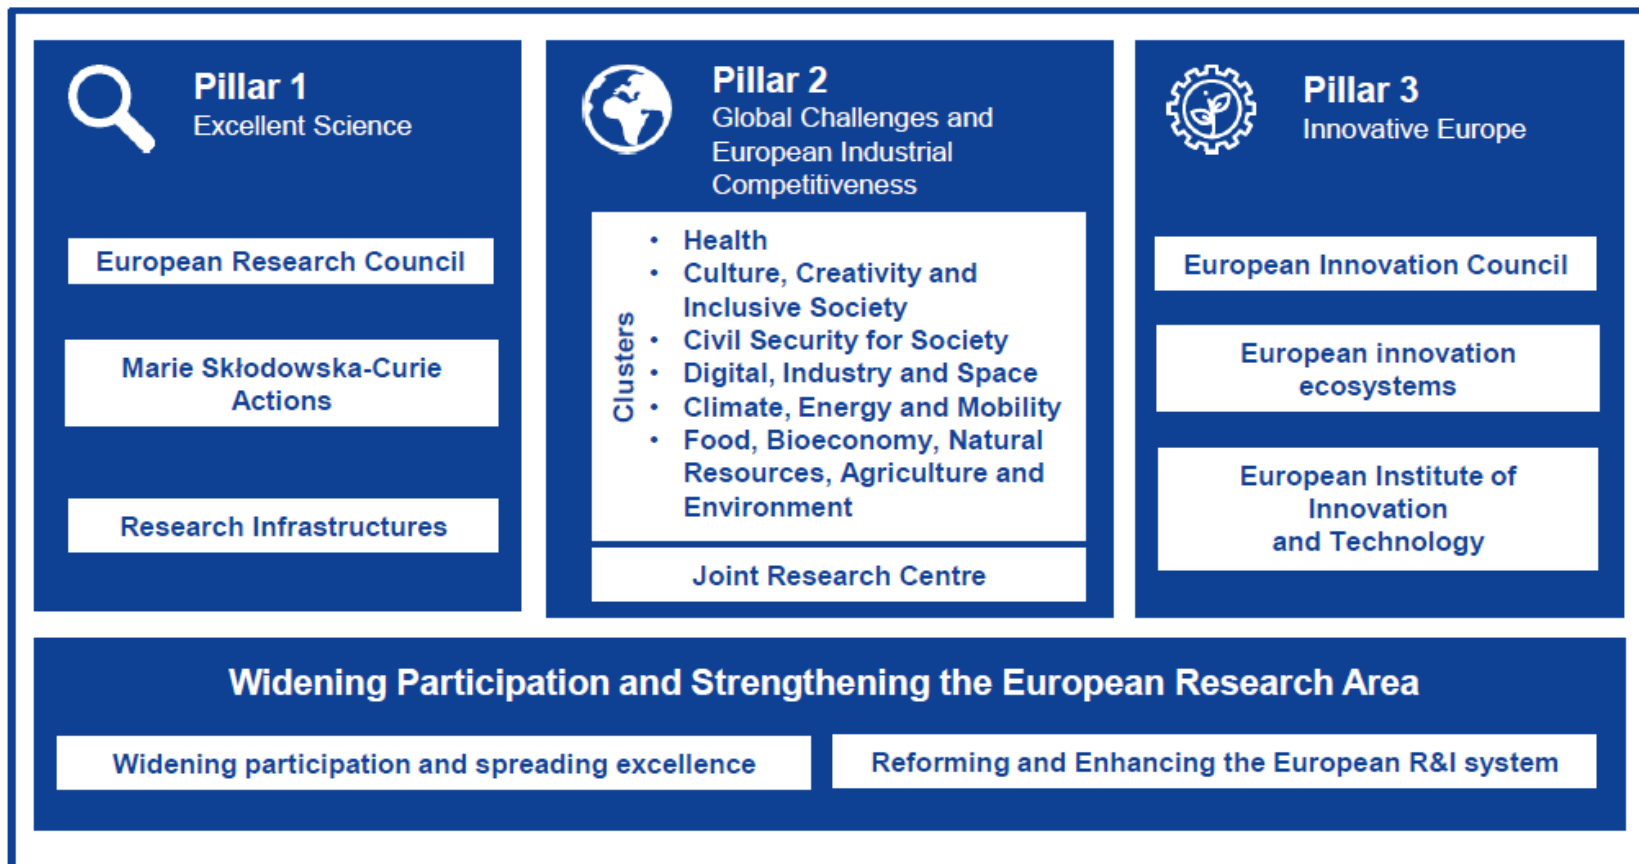 Pillar 1
Excellent Science
European Research Council
Marie Skłodowska-Curie
Actions
Research Infrastructures
Pillar 2
Global Challenges and
European Industrial
Competitiveness
Clusters
• Health
• Culture, Creativity and
Inclusive Society
• Civil Security for Society
• Digital, Industry and Space
• Climate, Energy and Mobility
• Food, Bioeconomy, Natural
Resources, Agriculture and
Environment
Joint Research Centre
Pillar 3
Innovative Europe
European Innovation Council
European innovation
ecosystems
European Institute of
Innovation
and Technology
Widening Participation and Strengthening the European Research Area
Widening participation and spreading excellence
Reforming and Enhancing the European R&I system